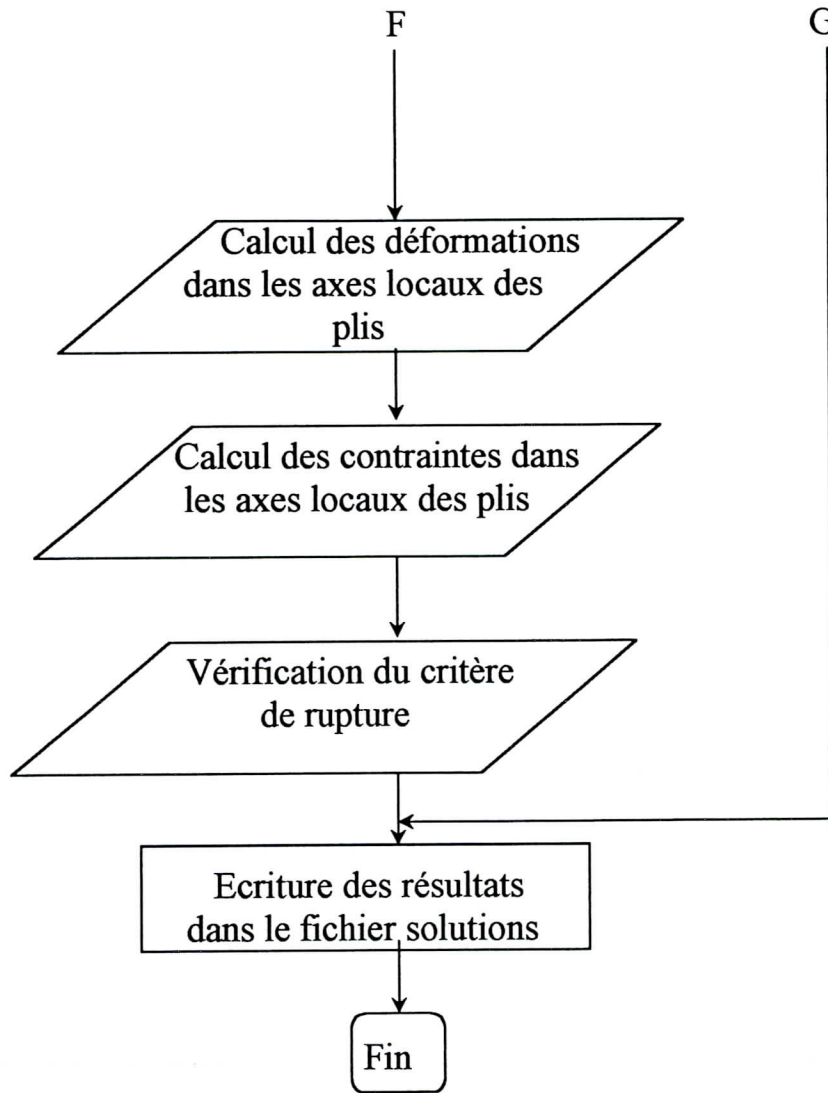 F
G
Calcul des déformations
dans les axes locaux des
plis
Calcul des contraintes dans
les axes locaux des plis
Vérification du critère
de rupture
Ecriture des résultats
dans le fichier solutions
Fin